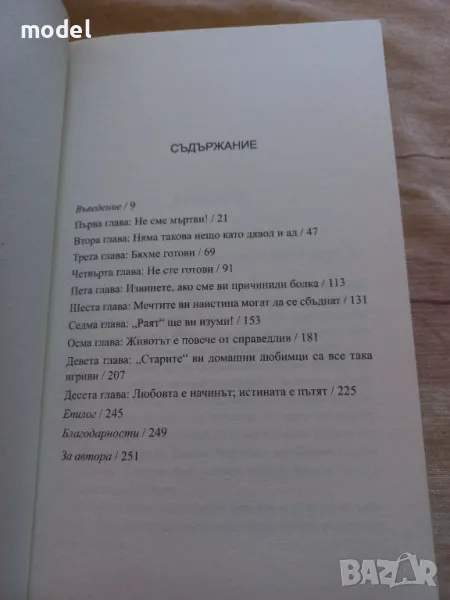 model
СЪДЪРЖАНИЕ
Въведение / 9
Първа глава: Не сме мъртви! / 21
Втора глава: Няма такова нещо като дявол и ад / 47
Трета глава: Бяхме готови / 69
Четвърта глава: Не сте готови / 91
Пета глава: Извинете, ако сме ви причинили болка / 113
Шеста глава: Мечтите ви наистина могат да се сбъднат / 131
Седма глава: „Раят“ ще ви изуми! / 153
Осма глава: Животът е повече от справедлив / 181
Девета глава: „Старите“ ви домашни любимци са все така
игриви / 207
Десета глава: Любовта е начинът; истината е пътят / 225
Епилог / 245
Благодарности / 249
За автора / 251
BAZAR